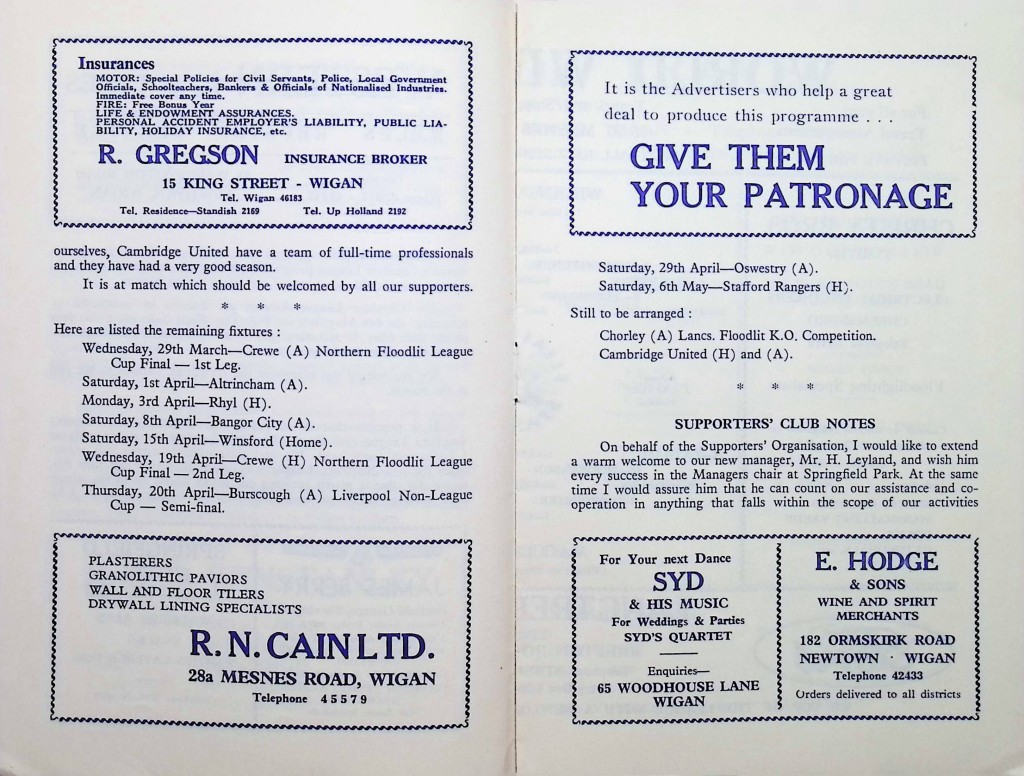 Insurances
MOTOR: Special Policies for Civil Servants, Police, Local Government
Officials, Schoolteachers, Bankers & Officials of Nationalised Industries.
Immediate cover any time.
FIRE: Free Bonus Year
LIFE & ENDOWMENT ASSURANCES.
PERSONAL ACCIDENT EMPLOYER'S LIABILITY, PUBLIC LIA-
BILITY, HOLIDAY INSURANCE, etc.
R. GREGSON INSURANCE BROKER
15 KING STREET - WIGAN
Tel. Wigan 46183
Tel. Residence—Standish 2169 Tel. Up Holland 2192
ourselves, Cambridge United have a team of full-time professionals
and they have had a very good season.
It is at match which should be welcomed by all our supporters.
* * *
Here are listed the remaining fixtures :
Wednesday, 29th March—Crewe (A) Northern Floodlit League
Cup Final — 1st Leg.
Saturday, 1st April—Altrincham (A).
Monday, 3rd April—Rhyl (H).
Saturday, 8th April—Bangor City (A).
Saturday, 15th April—Winsford (Home).
Wednesday, 19th April—Crewe (H) Northern Floodlit League
Cup Final — 2nd Leg.
Thursday, 20th April—Burscough (A) Liverpool Non-League
Cup — Semi-final.
PLASTERERS
GRANOLITHIC PAVIORS
WALL AND FLOOR TILERS
DRYWALL LINING SPECIALISTS
R. N. CAIN LTD.
28a MESNES ROAD, WIGAN
Telephone 45579
It is the Advertisers who help a great
deal to produce this programme . . .
GIVE THEM
YOUR PATRONAGE
Saturday, 29th April—Oswestry (A).
Saturday, 6th May—Stafford Rangers (H).
Still to be arranged :
Chorley (A) Lancs. Floodlit K.O. Competition.
Cambridge United (H) and (A).
* * *
SUPPORTERS' CLUB NOTES
On behalf of the Supporters' Organisation, I would like to extend
a warm welcome to our new manager, Mr. H. Leyland, and wish him
every success in the Managers chair at Springfield Park. At the same
time I would assure him that he can count on our assistance and co-
operation in anything that falls within the scope of our activities
For Your next Dance
SYD
& HIS MUSIC
For Weddings & Parties
SYD'S QUARTET
Enquiries—
65 WOODHOUSE LANE
WIGAN
E. HODGE
& SONS
WINE AND SPIRIT
MERCHANTS
182 ORMSKIRK ROAD
NEWTOWN · WIGAN
Telephone 42433
Orders delivered to all districts